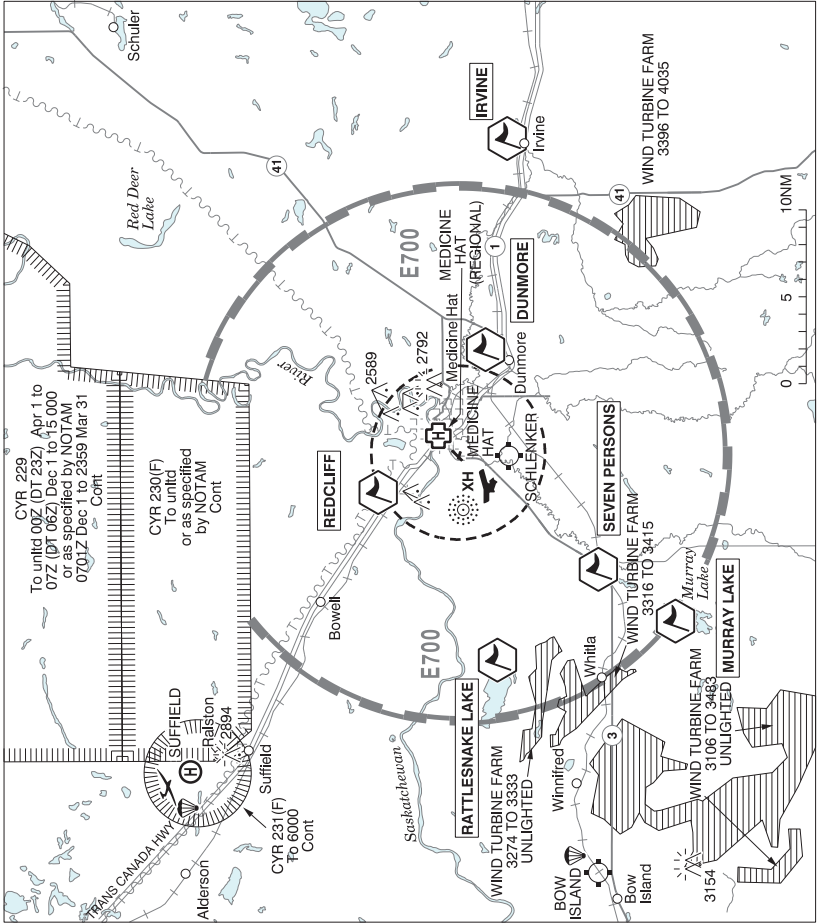 Schuler
CYR 229
To unltd 00Z (DT 23Z) Apr 1 to
07Z (DT 06Z) Dec 1 to 15 000
or as specified by NOTAM
0701Z Dec 1 to 2359 Mar 31
Cont
Red Deer
Lake
41
CYR 230(F)
To unltd
or as specified
by NOTAM
Cont
River
E700
IRVINE
Irvine
WIND TURBINE FARM
3396 TO 4035
41
MEDICINE
HAT
(REGIONAL)
1
DUNMORE
Dunmore
2589
2792
Medicine Hat
H
MEDICINE
HAT
XH
SCHLENKER
REDCLIFF
10NM
5
0
SEVEN PERSONS
WIND TURBINE FARM
3316 TO 3415
Bowell
E700
Murray
Lake
MURRAY LAKE
SUFFIELD
Ralston
2894
H
Suffield
CYR 231(F)
To 6000
Cont
TRANS CANADA HWY
Alderson
Saskatchewan
RATTLESNAKE LAKE
WIND TURBINE FARM
3274 TO 3333
UNLIGHTED
Whitla
3
Winnifred
WIND TURBINE FARM
3106 TO 3483
UNLIGHTED
BOW
ISLAND
Bow
Island
3154